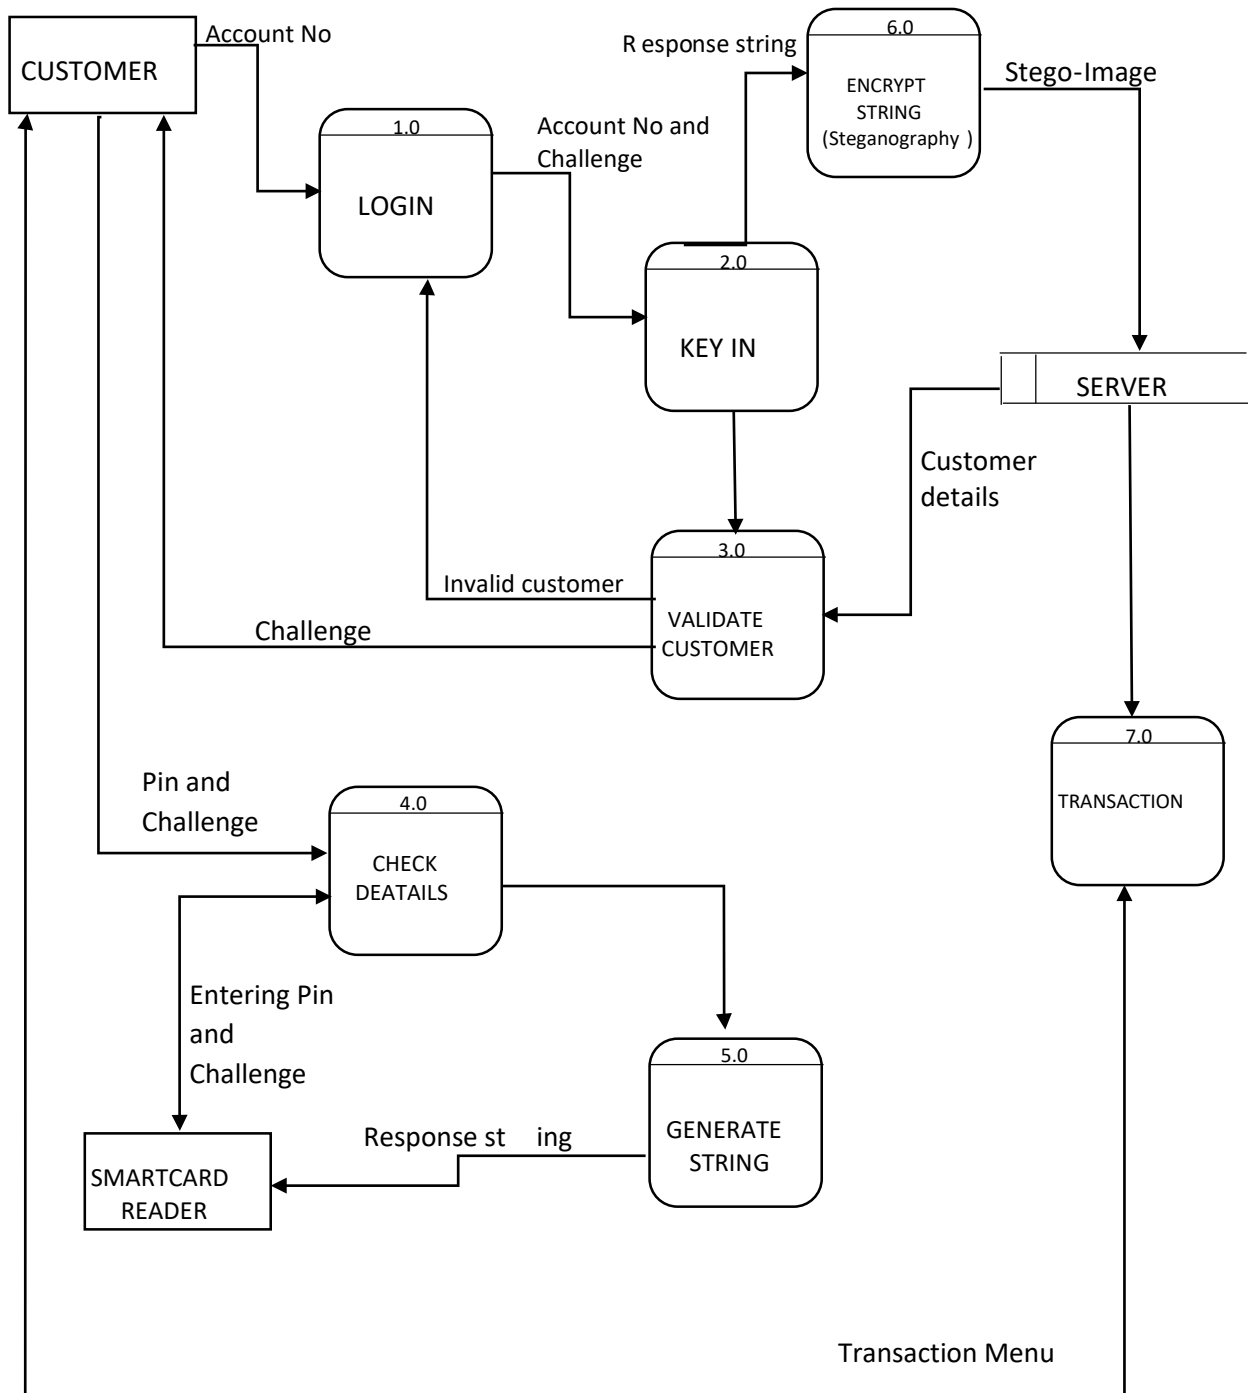 Account No
CUSTOMER
R esponse string
6.0
ENCRYPT
STRING
(Steganography )
Stego-Image
1.0
LOGIN
Account No and
Challenge
2.0
KEY IN
SERVER
Customer
details
3.0
VALIDATE
CUSTOMER
Invalid customer
Challenge
7.0
TRANSACTION
Pin and
Challenge
4.0
CHECK
DEATAILS
Entering Pin
and
Challenge
5.0
GENERATE
STRING
Response st ing
SMARTCARD
READER
Transaction Menu